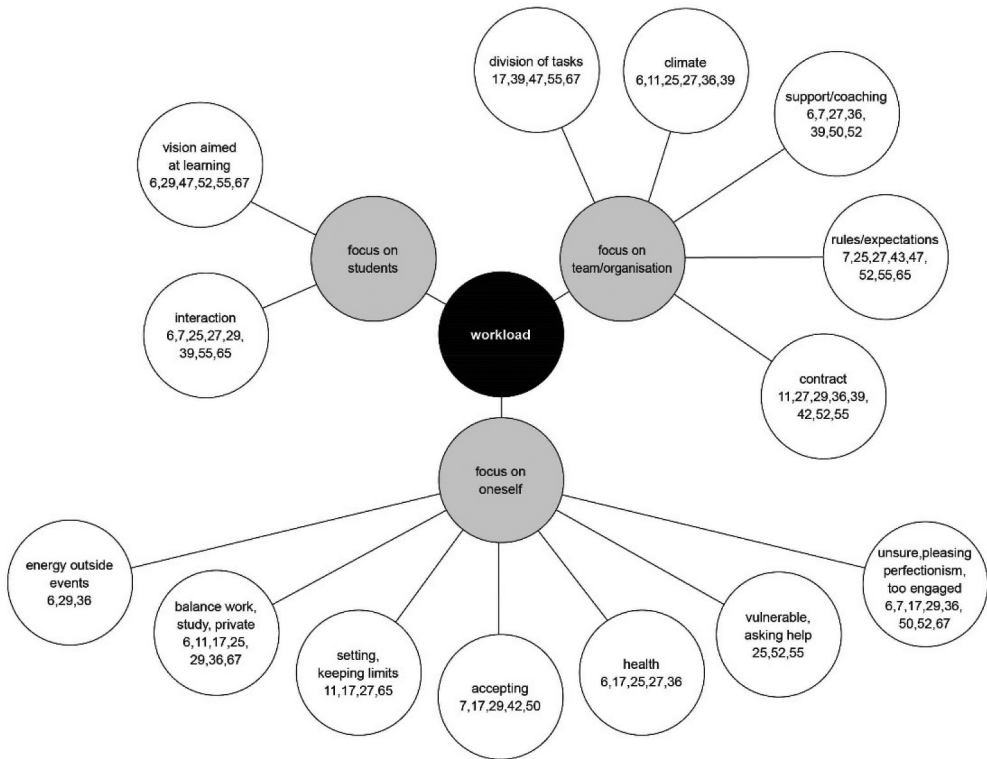 division of tasks
17,39,47,55,67
climate
6,11,25,27,36,39
support/coaching
6,7,27,36,
39,50,52
vision aimed
at learning
6,29,47,52,55,67
focus on
students
focus on
team/organisation
rules/expectations
7,25,27,43,47,
52,55,65
interaction
6,7,25,27,29,
39,55,65
workload
contract
11,27,29,36,39,
42,52,55
focus on
oneself
energy outside
events
6,29,36
balance work,
study, private
6,11,17,25,
29,36,67
setting,
keeping limits
11,17,27,65
accepting
7,17,29,42,50
health
6,17,25,27,36
vulnerable,
asking help
25,52,55
unsure,pleasing
perfectionism,
too engaged
6,7,17,29,36,
50,52,67